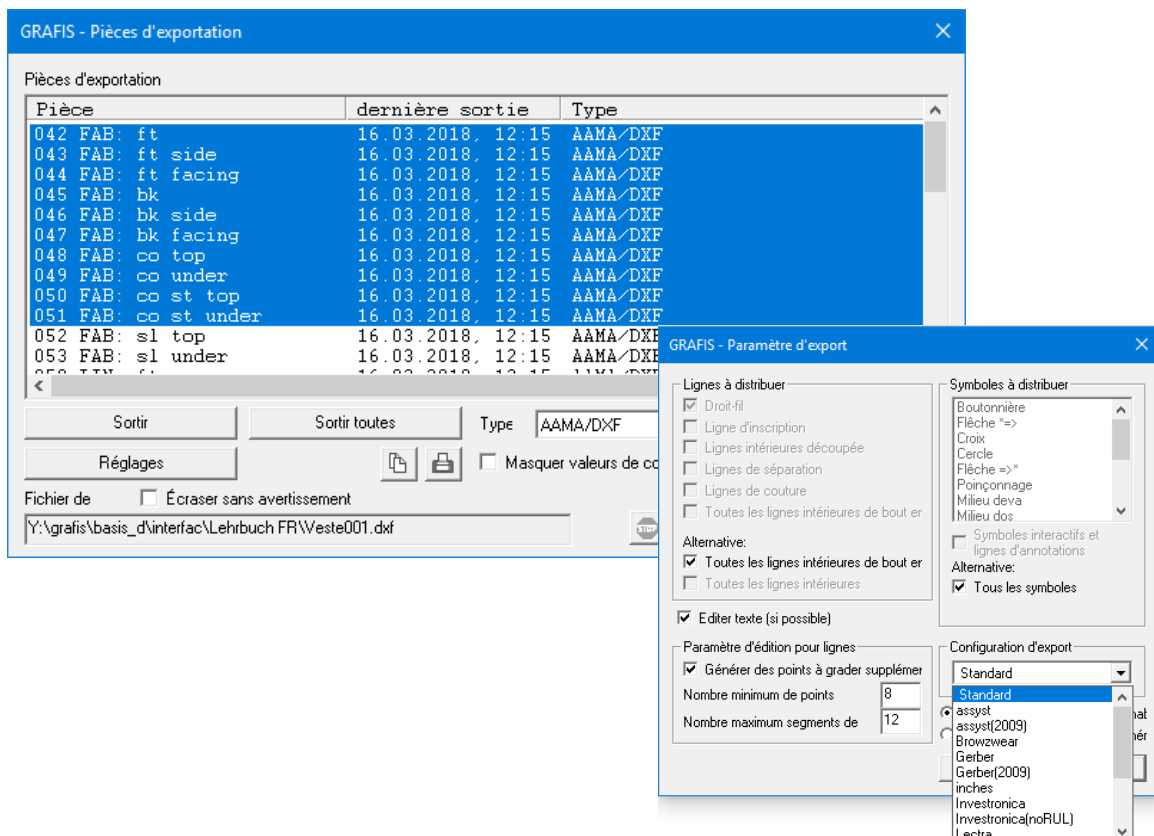 GRAFIS - Pièces d'exportation
Pièces d'exportation
Pièce dernière sortie Type
042 FAB: ft 16.03.2018, 12:15 AAMA/DXF
043 FAB: ft side 16.03.2018, 12:15 AAMA/DXF
044 FAB: ft facing 16.03.2018, 12:15 AAMA/DXF
045 FAB: bk 16.03.2018, 12:15 AAMA/DXF
046 FAB: bk side 16.03.2018, 12:15 AAMA/DXF
047 FAB: bk facing 16.03.2018, 12:15 AAMA/DXF
048 FAB: co top 16.03.2018, 12:15 AAMA/DXF
049 FAB: co under 16.03.2018, 12:15 AAMA/DXF
050 FAB: co st top 16.03.2018, 12:15 AAMA/DXF
051 FAB: co st under 16.03.2018, 12:15 AAMA/DXF
052 FAB: sl top 16.03.2018, 12:15 AAMA/DXF
053 FAB: sl under 16.03.2018, 12:15 AAMA/DXF
Sortir Sortir toutes Type AAMA/DXF
Réglages Masquer valeurs de co
Fichier de Écraser sans avertissement
Y:\grafis\basis_d\interfac\Lehrbuch FR\Veste001.dxf
GRAFIS - Paramètre d'export
Lignes à distribuer
Droit-fil
Ligne d'inscription
Lignes intérieures découpée
Lignes de séparation
Lignes de couture
Toutes les lignes intérieures de bout er
Alternative:
Toutes les lignes intérieures de bout er
Toutes les lignes intérieures
Symboles à distribuer
Boutonnière
Flêche *=>
Croix
Cercle
Flêche =>*
Poinçonnage
Milieu deva
Milieu dos
Symboles interactifs et
lignes d'annotations
Alternative:
Tous les symboles
Editer texte (si possible)
Paramètre d'édition pour lignes
Générer des points à grader supplémer
Nombre minimum de points 8
Nombre maximum segments de 12
Configuration d'export
Standard
Standard
assyst
assyst(2009)
Browzwear
Gerber
Gerber(2009)
inches
Investronica
Investronica(noRUL)
Lectra